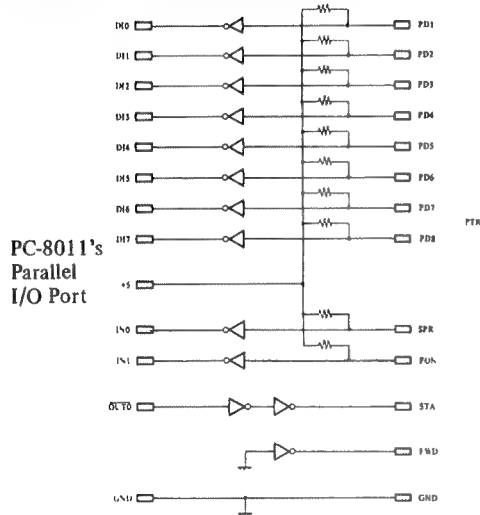 DI0 PD1
DI1 PD2
DI2 PD3
DI3 PD4
DI4 PD5
DI5 PD6
DI6 PD7
PTR
DI7 PD8
PC-8011's
Parallel
I/O Port
+5
IN0 SPR
IN1 PON
OUT0 STA
FWD
GND GND